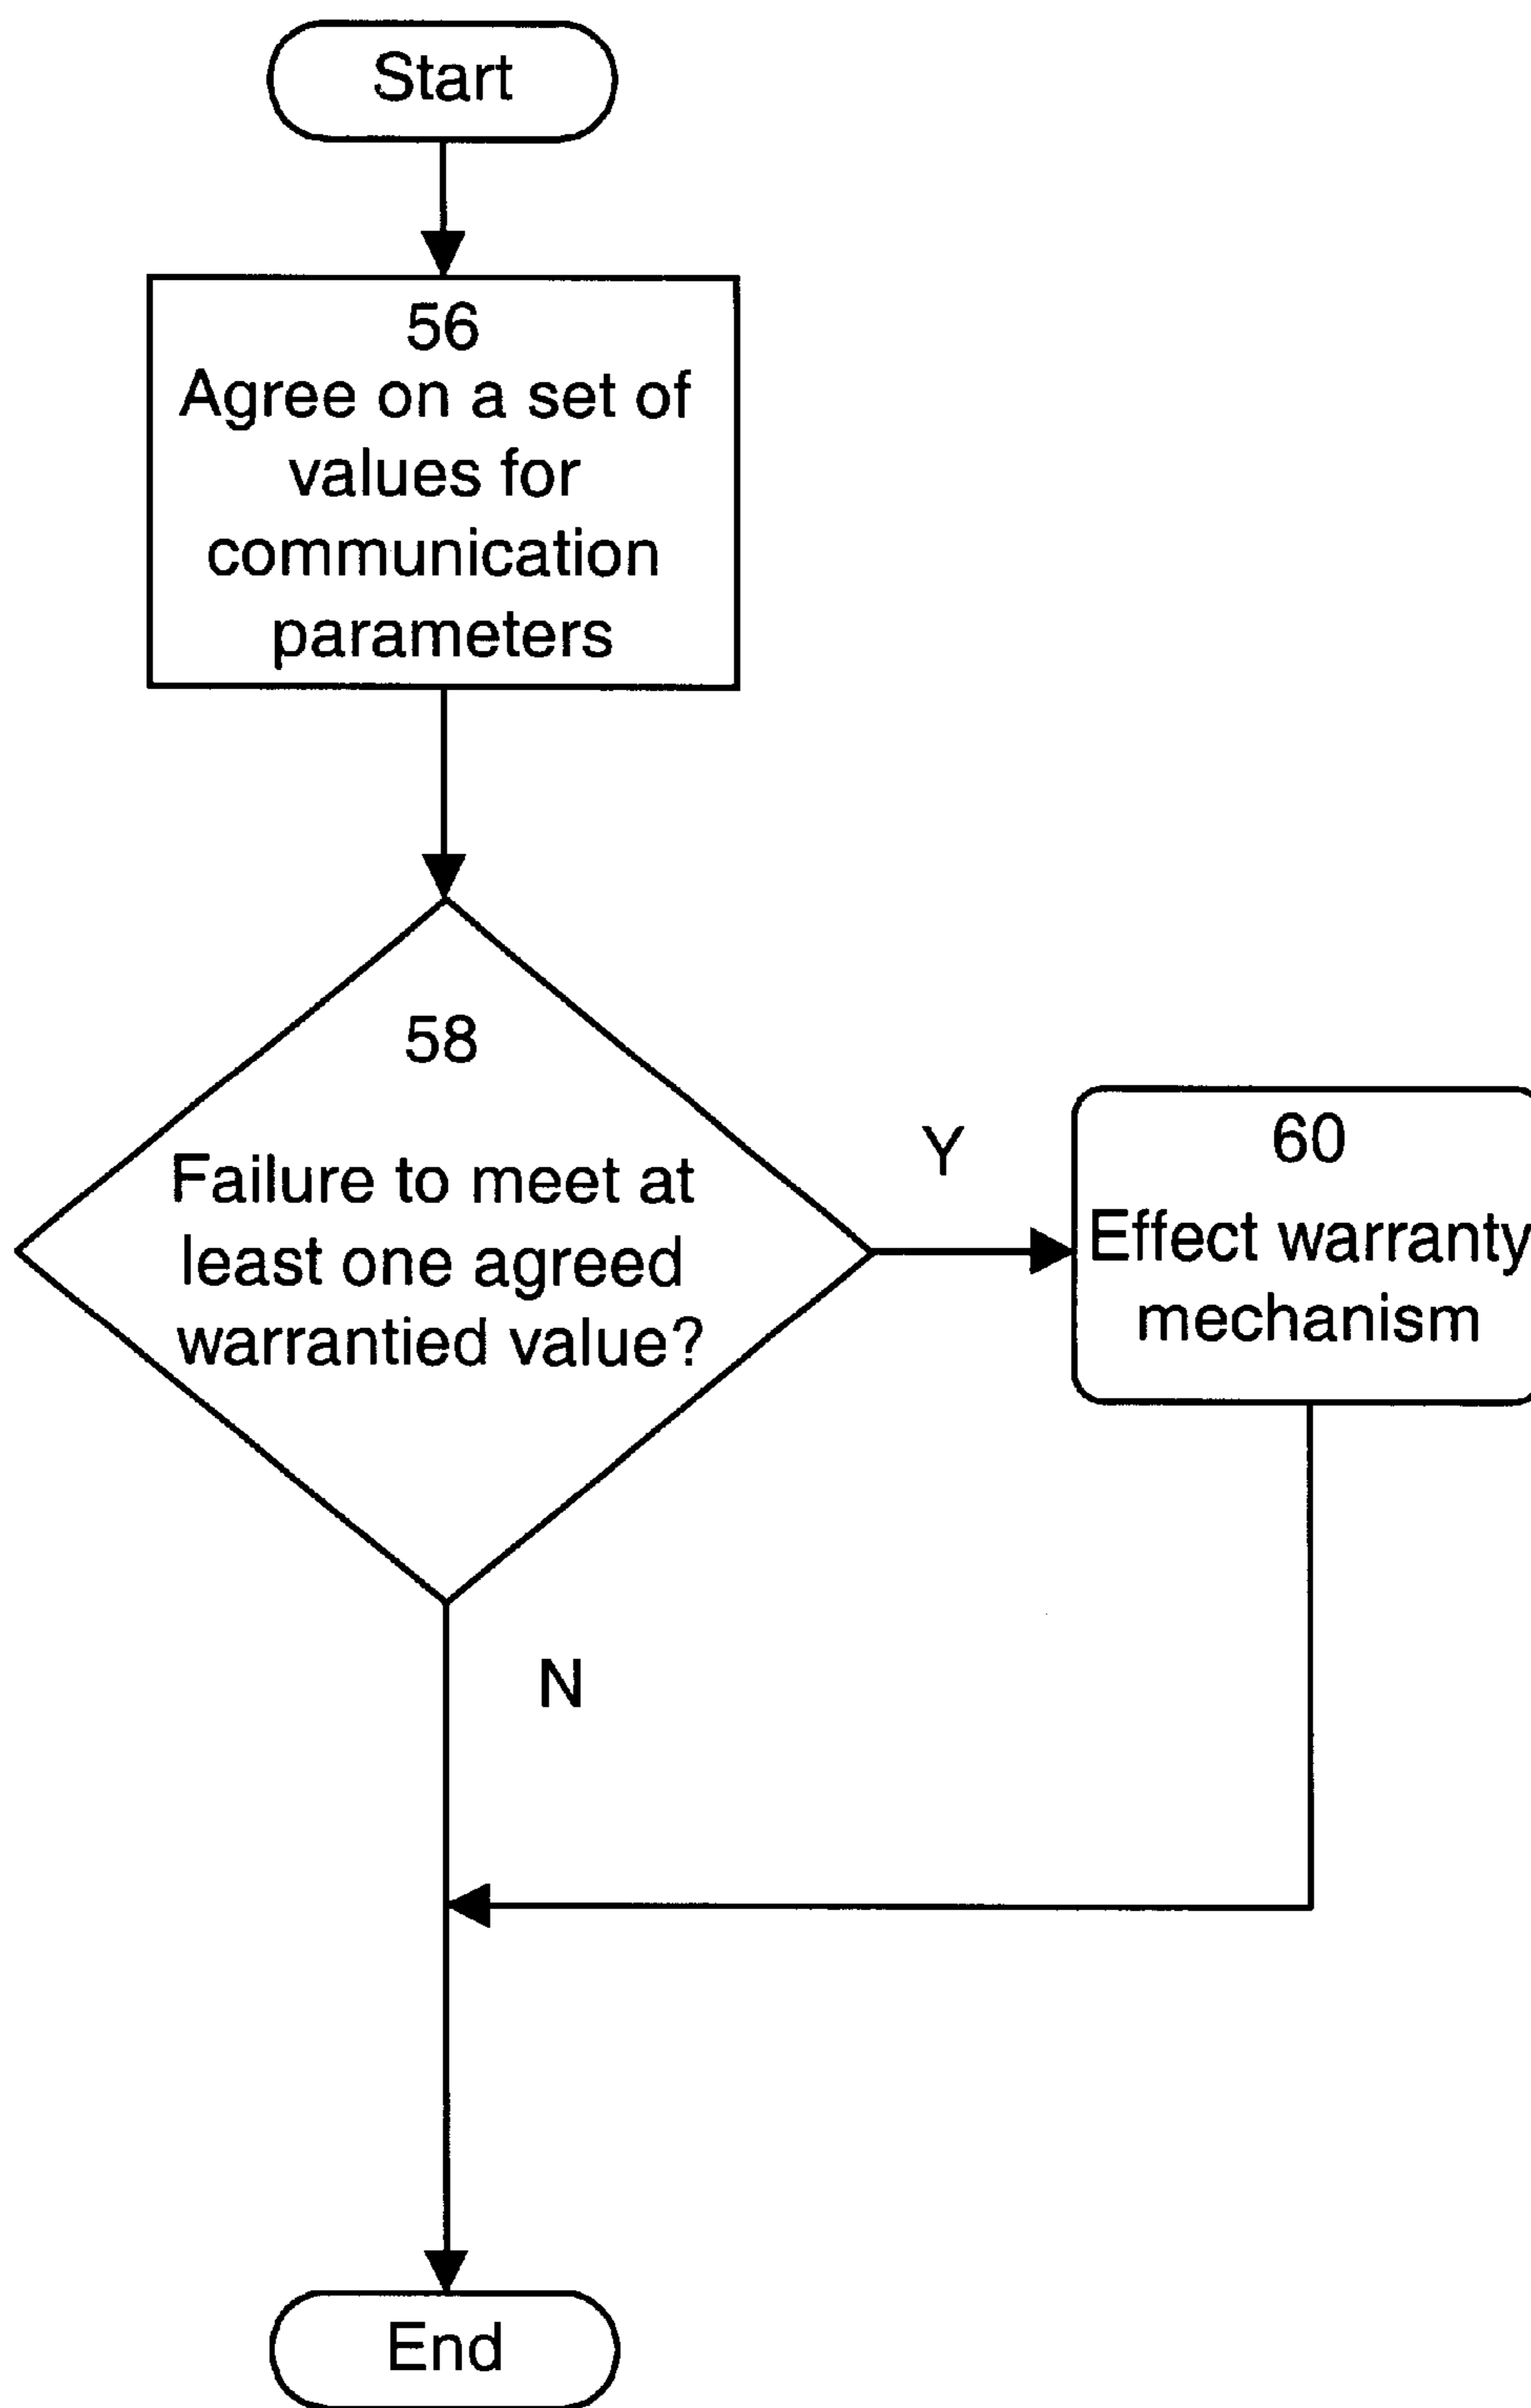 Start
56
Agree on a set of
values for
communication
parameters
58
Failure to meet at
least one agreed
warrantied value?
Y
60
Effect warranty
mechanism
N
End